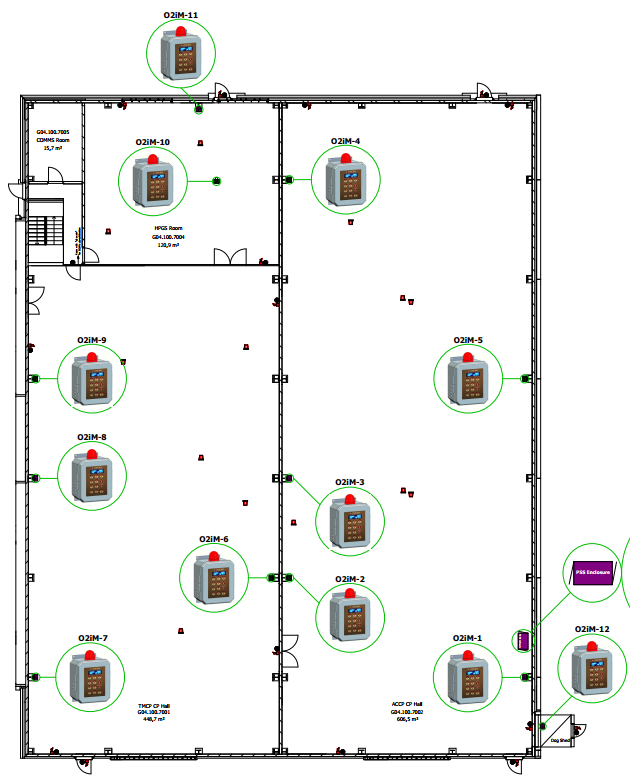 O2iM-11
G04.100.7005
COMMS Room
15,7 m²
O2iM-10
O2iM-4
HPGS Room
G04.100.7004
120,9 m²
O2iM-9
O2iM-5
O2iM-8
O2iM-3
O2iM-6
PSS Enclosure
O2iM-2
O2iM-7
O2iM-1
O2iM-12
TMCP CP Hall
G04.100.7001
448,7 m²
ACCP CP Hall
G04.100.7002
606,5 m²
Dog Shed